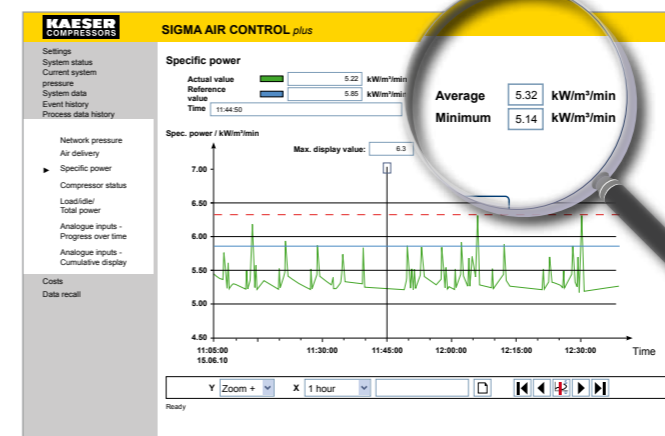 KAESER
COMPRESSORS
SIGMA AIR CONTROL plus
Settings
System status
Current system
pressure
System data
Event history
Process data history
Network pressure
Air delivery
Specific power
Compressor status
Load/idle/
Total power
Analogue inputs -
Progress over time
Analogue inputs -
Cumulative display
Costs
Data recall
Specific power
Actual value 5.22 kW/m³/min
Reference
value 5.85 kW/m³/min
Time 11:44:50
Average 5.32 kW/m³/min
Minimum 5.14 kW/m³/min
Spec. power / kW/m³/min
Max. display value: 6.3
7.00
6.50
6.00
5.50
5.00
4.50
11:05:00 11:30:00 11:45:00 12:00:00 12:15:00 12:30:00 Time
15.06.10
Y Zoom + X 1 hour
Ready